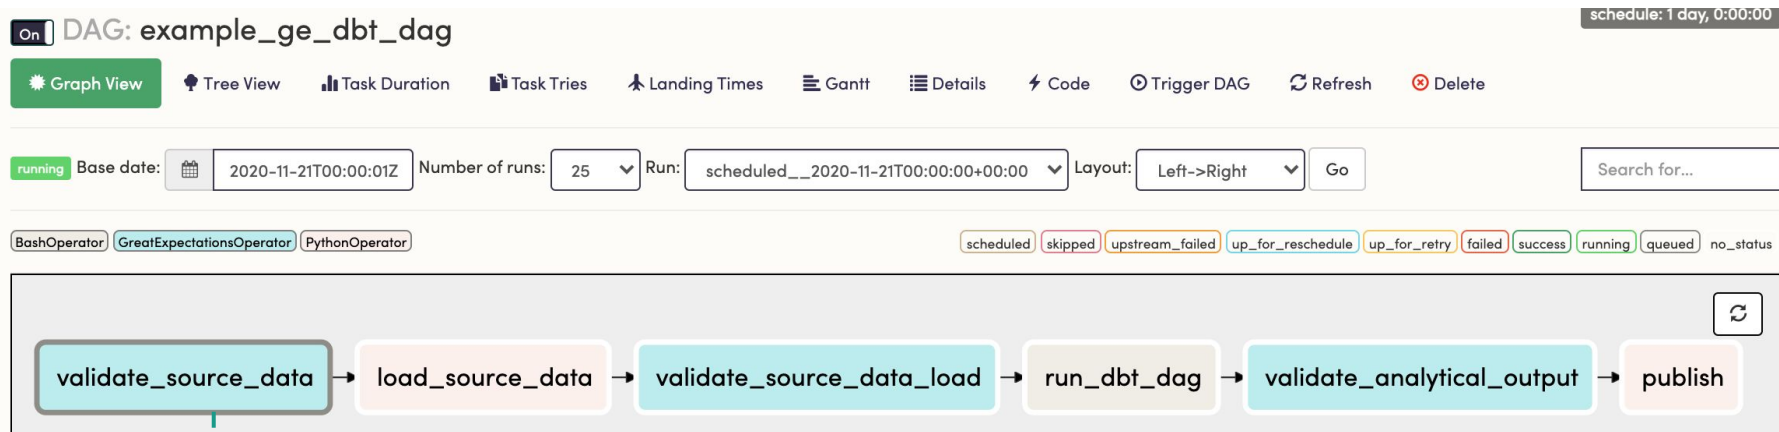 schedule: 1 day, 0:00:00
On DAG: example_ge_dbt_dag
Graph View Tree View Task Duration Task Tries Landing Times Gantt Details Code Trigger DAG Refresh Delete
running Base date: 2020-11-21T00:00:01Z Number of runs: 25 Run: scheduled__2020-11-21T00:00:00+00:00 Layout: Left->Right Go Search for...
BashOperator GreatExpectationsOperator PythonOperator scheduled skipped upstream_failed up_for_reschedule up_for_retry failed success running queued no_status
validate_source_data load_source_data validate_source_data_load run_dbt_dag validate_analytical_output publish